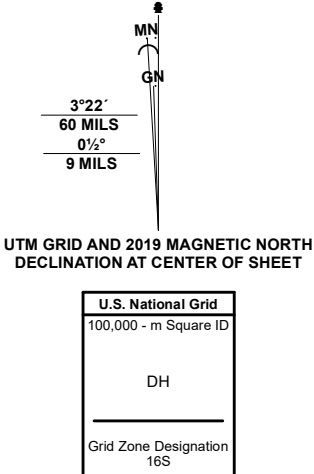 MN
GN
3°22´
60 MILS
0½°
9 MILS
UTM GRID AND 2019 MAGNETIC NORTH
DECLINATION AT CENTER OF SHEET
U.S. National Grid
100,000 - m Square ID
DH
Grid Zone Designation
16S